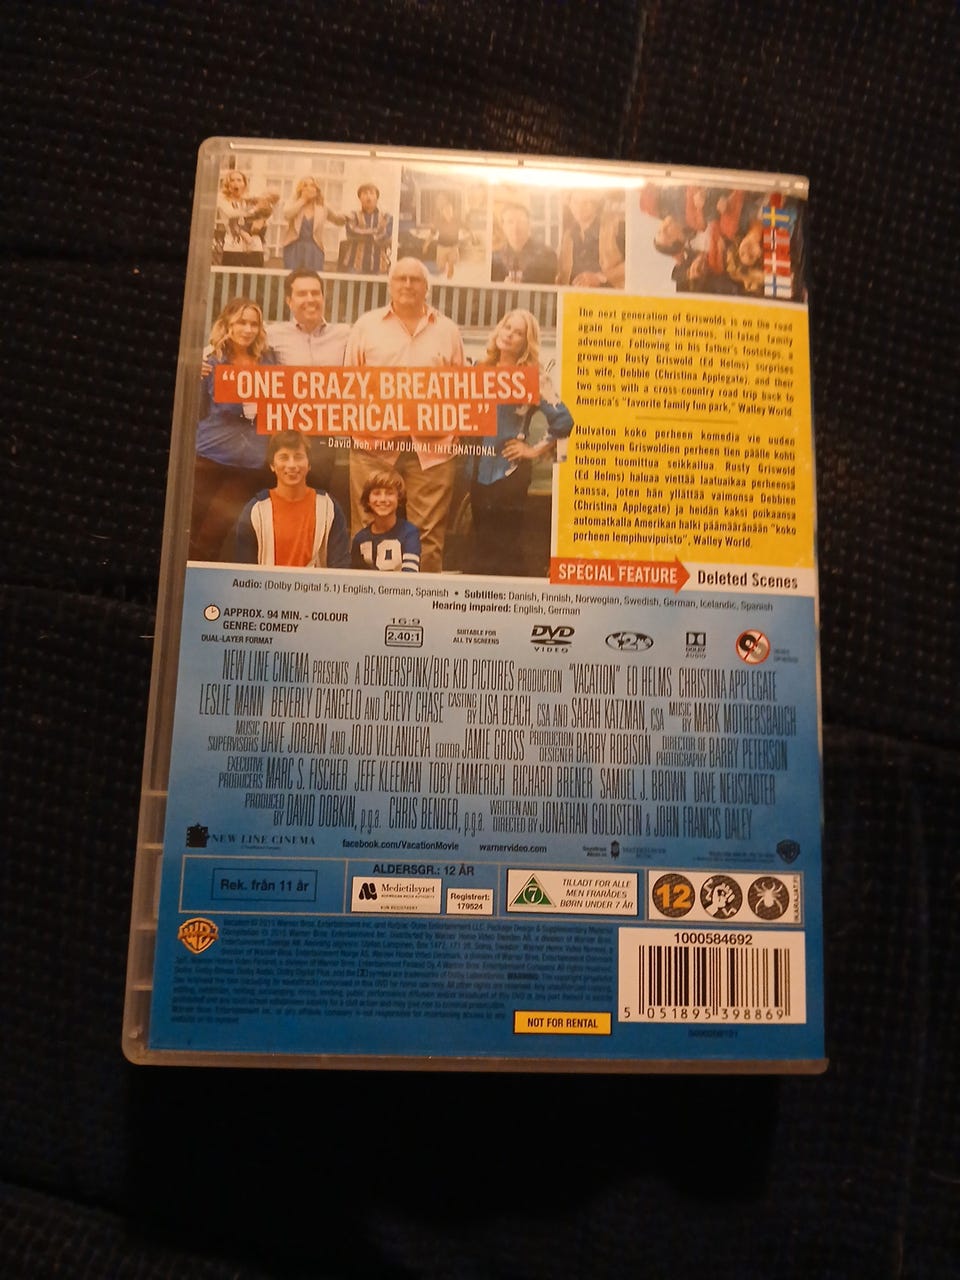 "ONE CRAZY, BREATHLESS,
HYSTERICAL RIDE."
– David Noh, FILM JOURNAL INTERNATIONAL
The next generation of Griswolds is on the road
again for another hilarious, ill-fated family
adventure. Following in his father's footsteps, a
grown-up Rusty Griswold (Ed Helms) surprises
his wife, Debbie (Christina Applegate), and their
two sons with a cross-country road trip back to
America's "favorite family fun park," Walley World.
Hulvaton koko perheen komedia vie uuden
sukupolven Griswoldien perheen tien päälle kohti
tuhoon tuomittua seikkailua. Rusty Griswold
(Ed Helms) haluaa viettää laatuaikaa perheensä
kanssa, joten hän yllättää vaimonsa Debbien
(Christina Applegate) ja heidän kaksi poikaansa
automatkalla Amerikan halki päämääränään "koko
perheen lempihuvipuisto", Walley World.
19
SPECIAL FEATURE Deleted Scenes
Audio: (Dolby Digital 5.1) English, German, Spanish • Subtitles: Danish, Finnish, Norwegian, Swedish, German, Icelandic, Spanish
Hearing impaired: English, German
APPROX. 94 MIN. - COLOUR
GENRE: COMEDY
DUAL-LAYER FORMAT
16:9
2.40:1
SUITABLE FOR
ALL TV SCREENS
DVD
VIDEO
2
DOLBY
AUDIO
NEW LINE CINEMA PRESENTS A BENDERSPINK/BIG KID PICTURES PRODUCTION "VACATION" ED HELMS CHRISTINA APPLEGATE
LESLIE MANN BEVERLY D'ANGELO AND CHEVY CHASE CASTING BY LISA BEACH, CSA AND SARAH KATZMAN, CSA MUSIC BY MARK MOTHERSBAUGH
MUSIC SUPERVISORS DAVE JORDAN AND JOJO VILLANUEVA EDITOR JAMIE GROSS PRODUCTION DESIGNER BARRY ROBISON DIRECTOR OF PHOTOGRAPHY BARRY PETERSON
EXECUTIVE PRODUCERS MARC S. FISCHER JEFF KLEEMAN TOBY EMMERICH RICHARD BRENER SAMUEL J. BROWN DAVE NEUSTADTER
PRODUCED BY DAVID DOBKIN, p.g.a. CHRIS BENDER, p.g.a. WRITTEN AND DIRECTED BY JONATHAN GOLDSTEIN & JOHN FRANCIS DALEY
NEW LINE CINEMA
facebook.com/VacationMovie
warnervideo.com
Rek. från 11 år
ALDERSGR.: 12 ÅR
Medietilsynet
Registrert:
179524
7
TILLADT FOR ALLE
MEN FRARÅDES
BØRN UNDER 7 ÅR
12
WB
NOT FOR RENTAL
1000584692
5 051895 398869